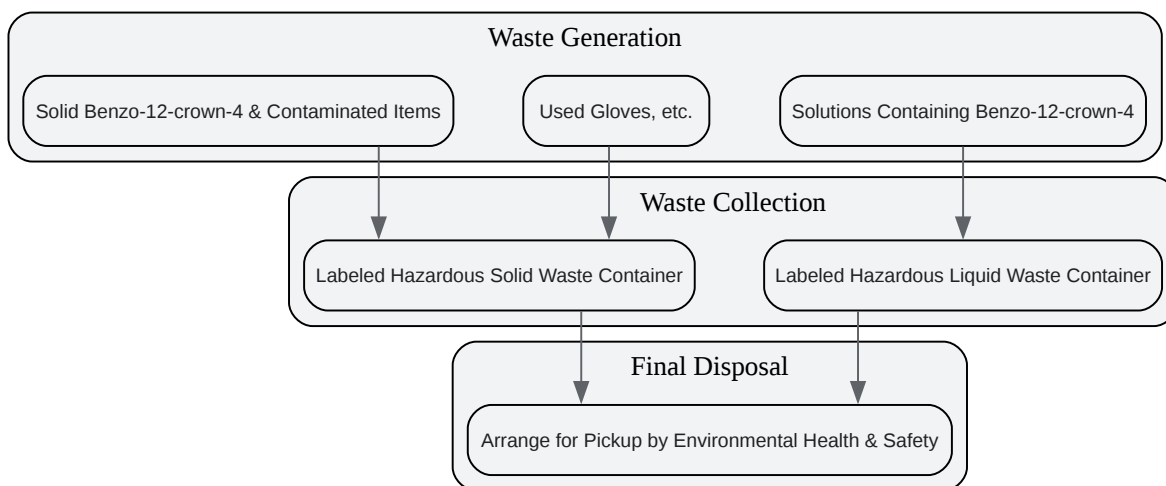 Waste Generation
Solid Benzo-12-crown-4 & Contaminated Items
Used Gloves, etc.
Solutions Containing Benzo-12-crown-4
Waste Collection
Labeled Hazardous Solid Waste Container
Labeled Hazardous Liquid Waste Container
Final Disposal
Arrange for Pickup by Environmental Health & Safety